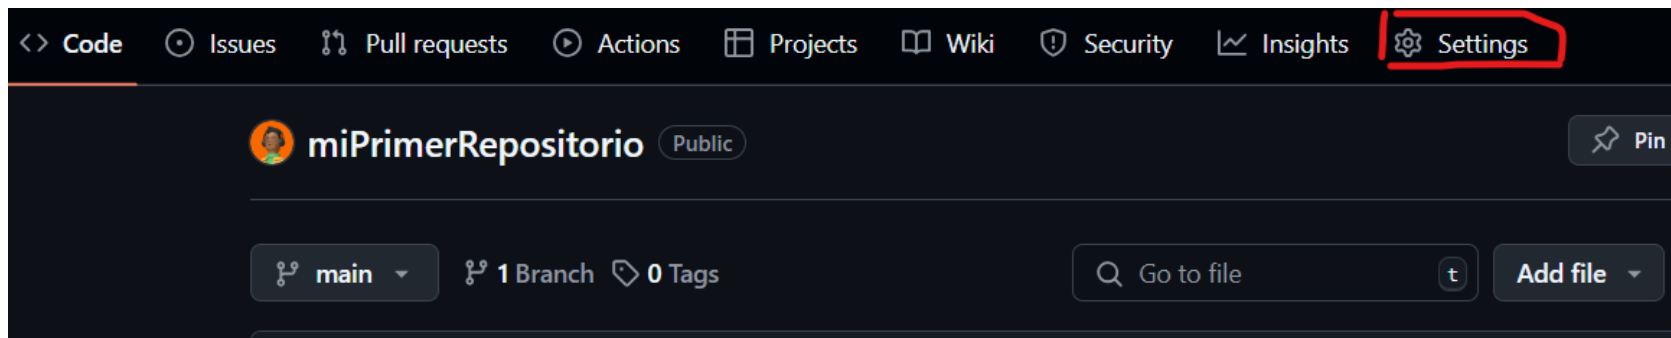 Code Issues Pull requests Actions Projects Wiki Security Insights Settings
miPrimerRepositorio Public Pin
main 1 Branch 0 Tags Go to file t Add file